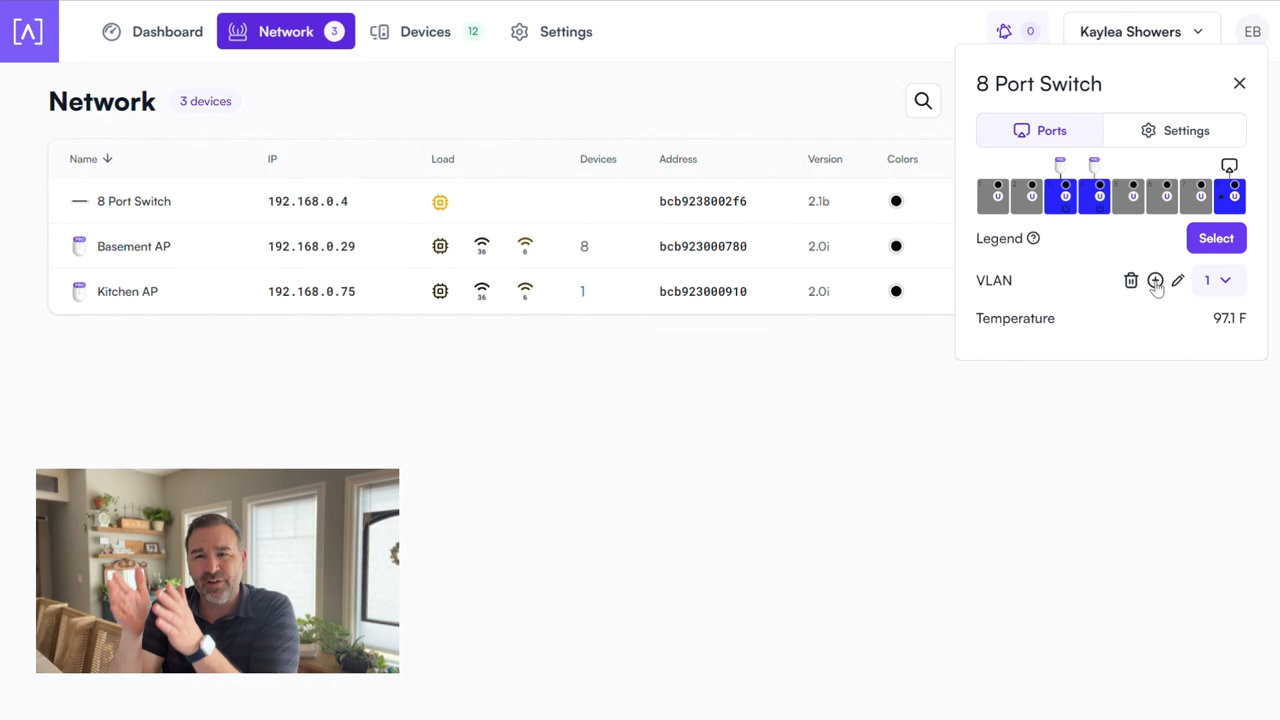 [Λ]
Dashboard
Network 3
Devices 12
Settings
0
Kaylea Showers
EB
Network
3 devices
Name IP Load Devices Address Version Colors
8 Port Switch 192.168.0.4 bcb9238002f6 2.1b
Basement AP 192.168.0.29 36 6 8 bcb923000780 2.0i
Kitchen AP 192.168.0.75 36 6 1 bcb923000910 2.0i
8 Port Switch
Ports
Settings
PRO PRO
U U U U U U U U
Legend
Select
VLAN 1
Temperature 97.1 F